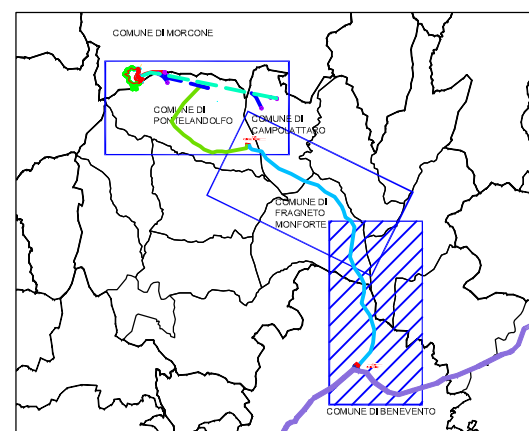 COMUNE DI MORCONE
COMUNE DI
PONTELANDOLFO
COMUNE DI
CAMPOLATTARO
COMUNE DI
FRAGNETO
MONFORTE
COMUNE DI BENEVENTO